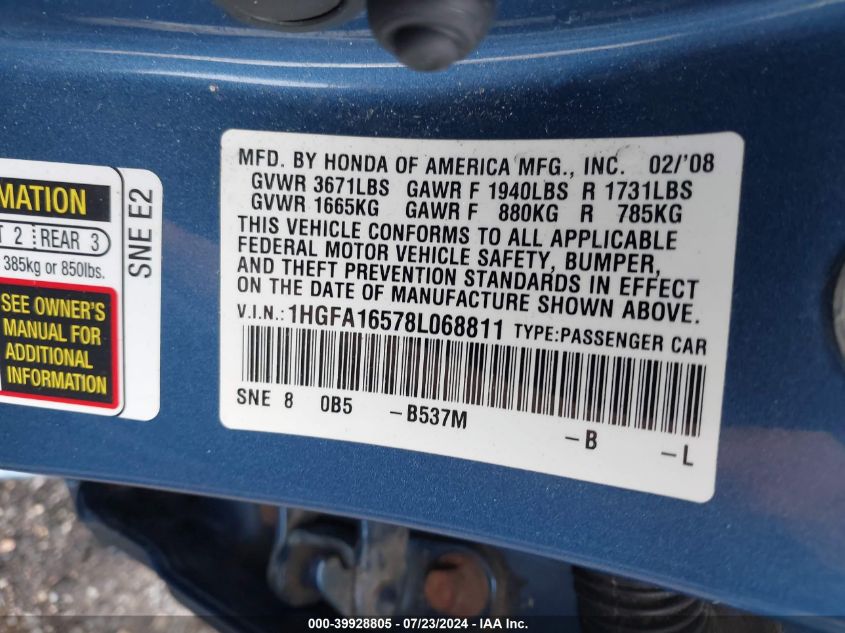 MATION
T 2 REAR 3
385kg or 850lbs.
SEE OWNER'S
MANUAL FOR
ADDITIONAL
INFORMATION
SNE E2
MFD. BY HONDA OF AMERICA MFG., INC. 02/'08
GVWR 3671LBS GAWR F 1940LBS R 1731LBS
GVWR 1665KG GAWR F 880KG R 785KG
THIS VEHICLE CONFORMS TO ALL APPLICABLE
FEDERAL MOTOR VEHICLE SAFETY, BUMPER,
AND THEFT PREVENTION STANDARDS IN EFFECT
ON THE DATE OF MANUFACTURE SHOWN ABOVE.
V.I.N.: 1HGFA16578L068811 TYPE:PASSENGER CAR
SNE 8 0B5 -B537M -B -L
000-39928805 - 07/23/2024 - IAA Inc.